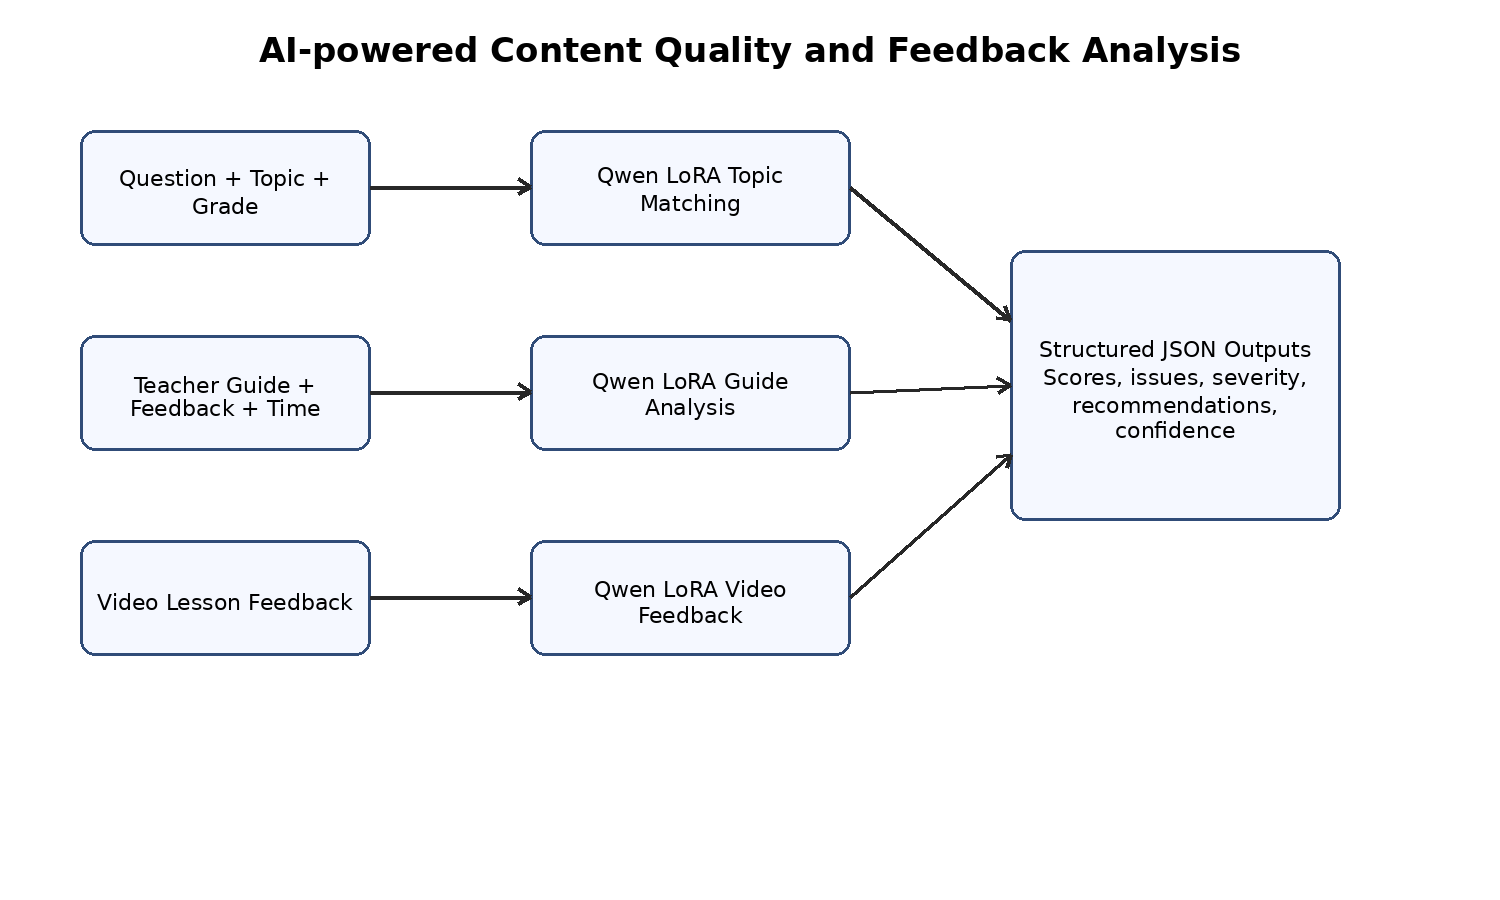 AI-powered Content Quality and Feedback Analysis
Question + Topic +
Grade
Qwen LoRA Topic
Matching
Teacher Guide +
Feedback + Time
Qwen LoRA Guide
Analysis
Video Lesson Feedback
Qwen LoRA Video
Feedback
Structured JSON Outputs
Scores, issues, severity,
recommendations,
confidence